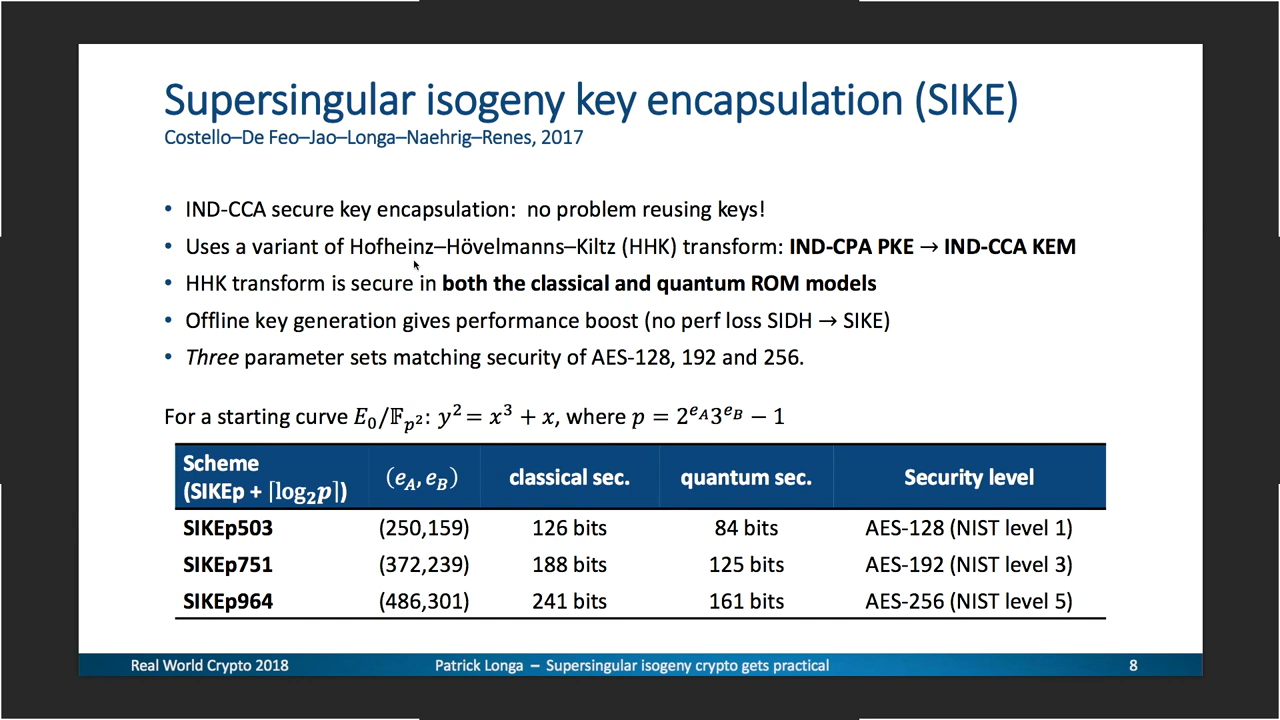 Supersingular isogeny key encapsulation (SIKE)
Costello–De Feo–Jao–Longa–Naehrig–Renes, 2017
• IND-CCA secure key encapsulation: no problem reusing keys!
• Uses a variant of Hofheinz–Hövelmanns–Kiltz (HHK) transform: IND-CPA PKE → IND-CCA KEM
• HHK transform is secure in both the classical and quantum ROM models
• Offline key generation gives performance boost (no perf loss SIDH → SIKE)
• Three parameter sets matching security of AES-128, 192 and 256.
For a starting curve E₀/𝔽_{p²}: y² = x³ + x, where p = 2^{e_A}3^{e_B} − 1
Scheme (SIKEp + ⌈log₂p⌉) (e_A, e_B) classical sec. quantum sec. Security level
SIKEp503 (250,159) 126 bits 84 bits AES-128 (NIST level 1)
SIKEp751 (372,239) 188 bits 125 bits AES-192 (NIST level 3)
SIKEp964 (486,301) 241 bits 161 bits AES-256 (NIST level 5)
Real World Crypto 2018 Patrick Longa – Supersingular isogeny crypto gets practical 8